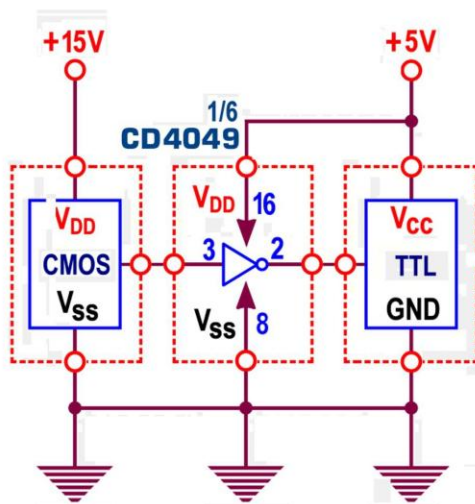 +15V
+5V
1/6
CD4049
VDD
VDD
16
VCC
CMOS
3
2
TTL
VSS
VSS
8
GND